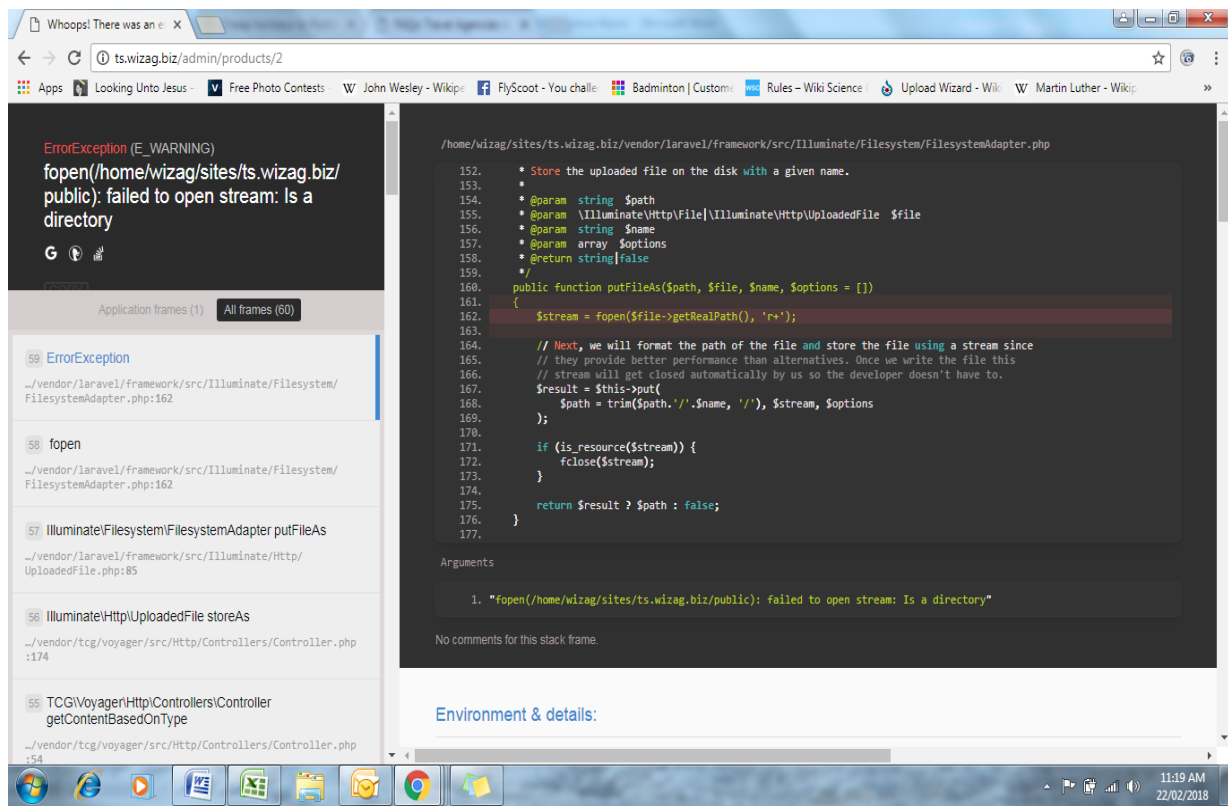 Whoops! There was an e
ts.wizag.biz/admin/products/2
Apps Looking Unto Jesus - Free Photo Contests - John Wesley - Wikipe FlyScoot - You challe Badminton | Custome Rules – Wiki Science Upload Wizard - Wiki Martin Luther - Wikip »
ErrorException (E_WARNING)
fopen(/home/wizag/sites/ts.wizag.biz/
public): failed to open stream: Is a
directory
COPY
Application frames (1) All frames (60)
59 ErrorException
…/vendor/laravel/framework/src/Illuminate/Filesystem/
FilesystemAdapter.php:162
58 fopen
…/vendor/laravel/framework/src/Illuminate/Filesystem/
FilesystemAdapter.php:162
57 Illuminate\Filesystem\FilesystemAdapter putFileAs
…/vendor/laravel/framework/src/Illuminate/Http/
UploadedFile.php:85
56 Illuminate\Http\UploadedFile storeAs
…/vendor/tcg/voyager/src/Http/Controllers/Controller.php
:174
55 TCG\Voyager\Http\Controllers\Controller
getContentBasedOnType
…/vendor/tcg/voyager/src/Http/Controllers/Controller.php
:54
/home/wizag/sites/ts.wizag.biz/vendor/laravel/framework/src/Illuminate/Filesystem/FilesystemAdapter.php
152. * Store the uploaded file on the disk with a given name.
153. *
154. * @param string $path
155. * @param \Illuminate\Http\File|\Illuminate\Http\UploadedFile $file
156. * @param string $name
157. * @param array $options
158. * @return string|false
159. */
160. public function putFileAs($path, $file, $name, $options = [])
161. {
162. $stream = fopen($file->getRealPath(), 'r+');
163.
164. // Next, we will format the path of the file and store the file using a stream since
165. // they provide better performance than alternatives. Once we write the file this
166. // stream will get closed automatically by us so the developer doesn't have to.
167. $result = $this->put(
168. $path = trim($path.'/'.$name, '/'), $stream, $options
169. );
170.
171. if (is_resource($stream)) {
172. fclose($stream);
173. }
174.
175. return $result ? $path : false;
176. }
177.
Arguments
1. "fopen(/home/wizag/sites/ts.wizag.biz/public): failed to open stream: Is a directory"
No comments for this stack frame.
Environment & details:
11:19 AM
22/02/2018